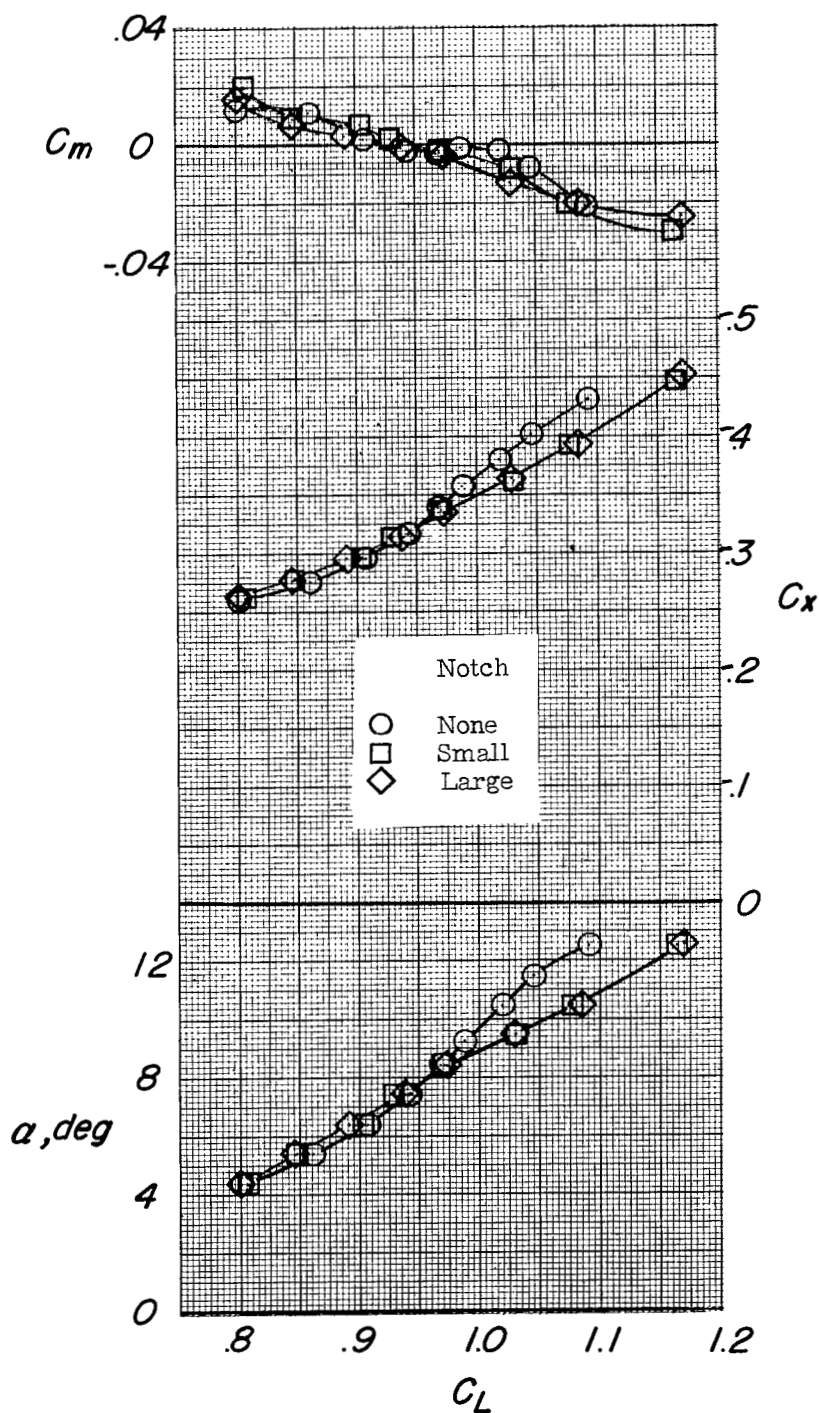 .04
Cm 0
-.04
.5
.4
.3
Cx
.2
.1
0
Notch
None
Small
Large
12
8
α, deg
4
0
.8 .9 1.0 1.1 1.2
CL